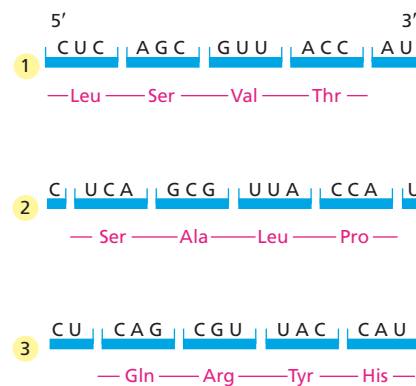 5′ 3′
CUC AGC GUU ACC AU
1
Leu Ser Val Thr
C UCA GCG UUA CCA U
2
Ser Ala Leu Pro
CU CAG CGU UAC CAU
3
Gln Arg Tyr His